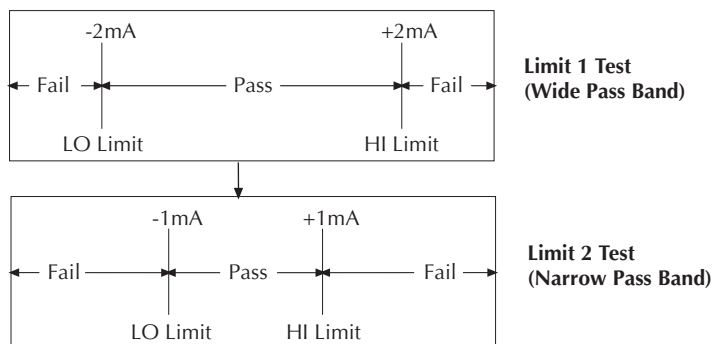 -2mA +2mA
Fail Pass Fail
LO Limit HI Limit
Limit 1 Test
(Wide Pass Band)
-1mA +1mA
Fail Pass Fail
LO Limit HI Limit
Limit 2 Test
(Narrow Pass Band)